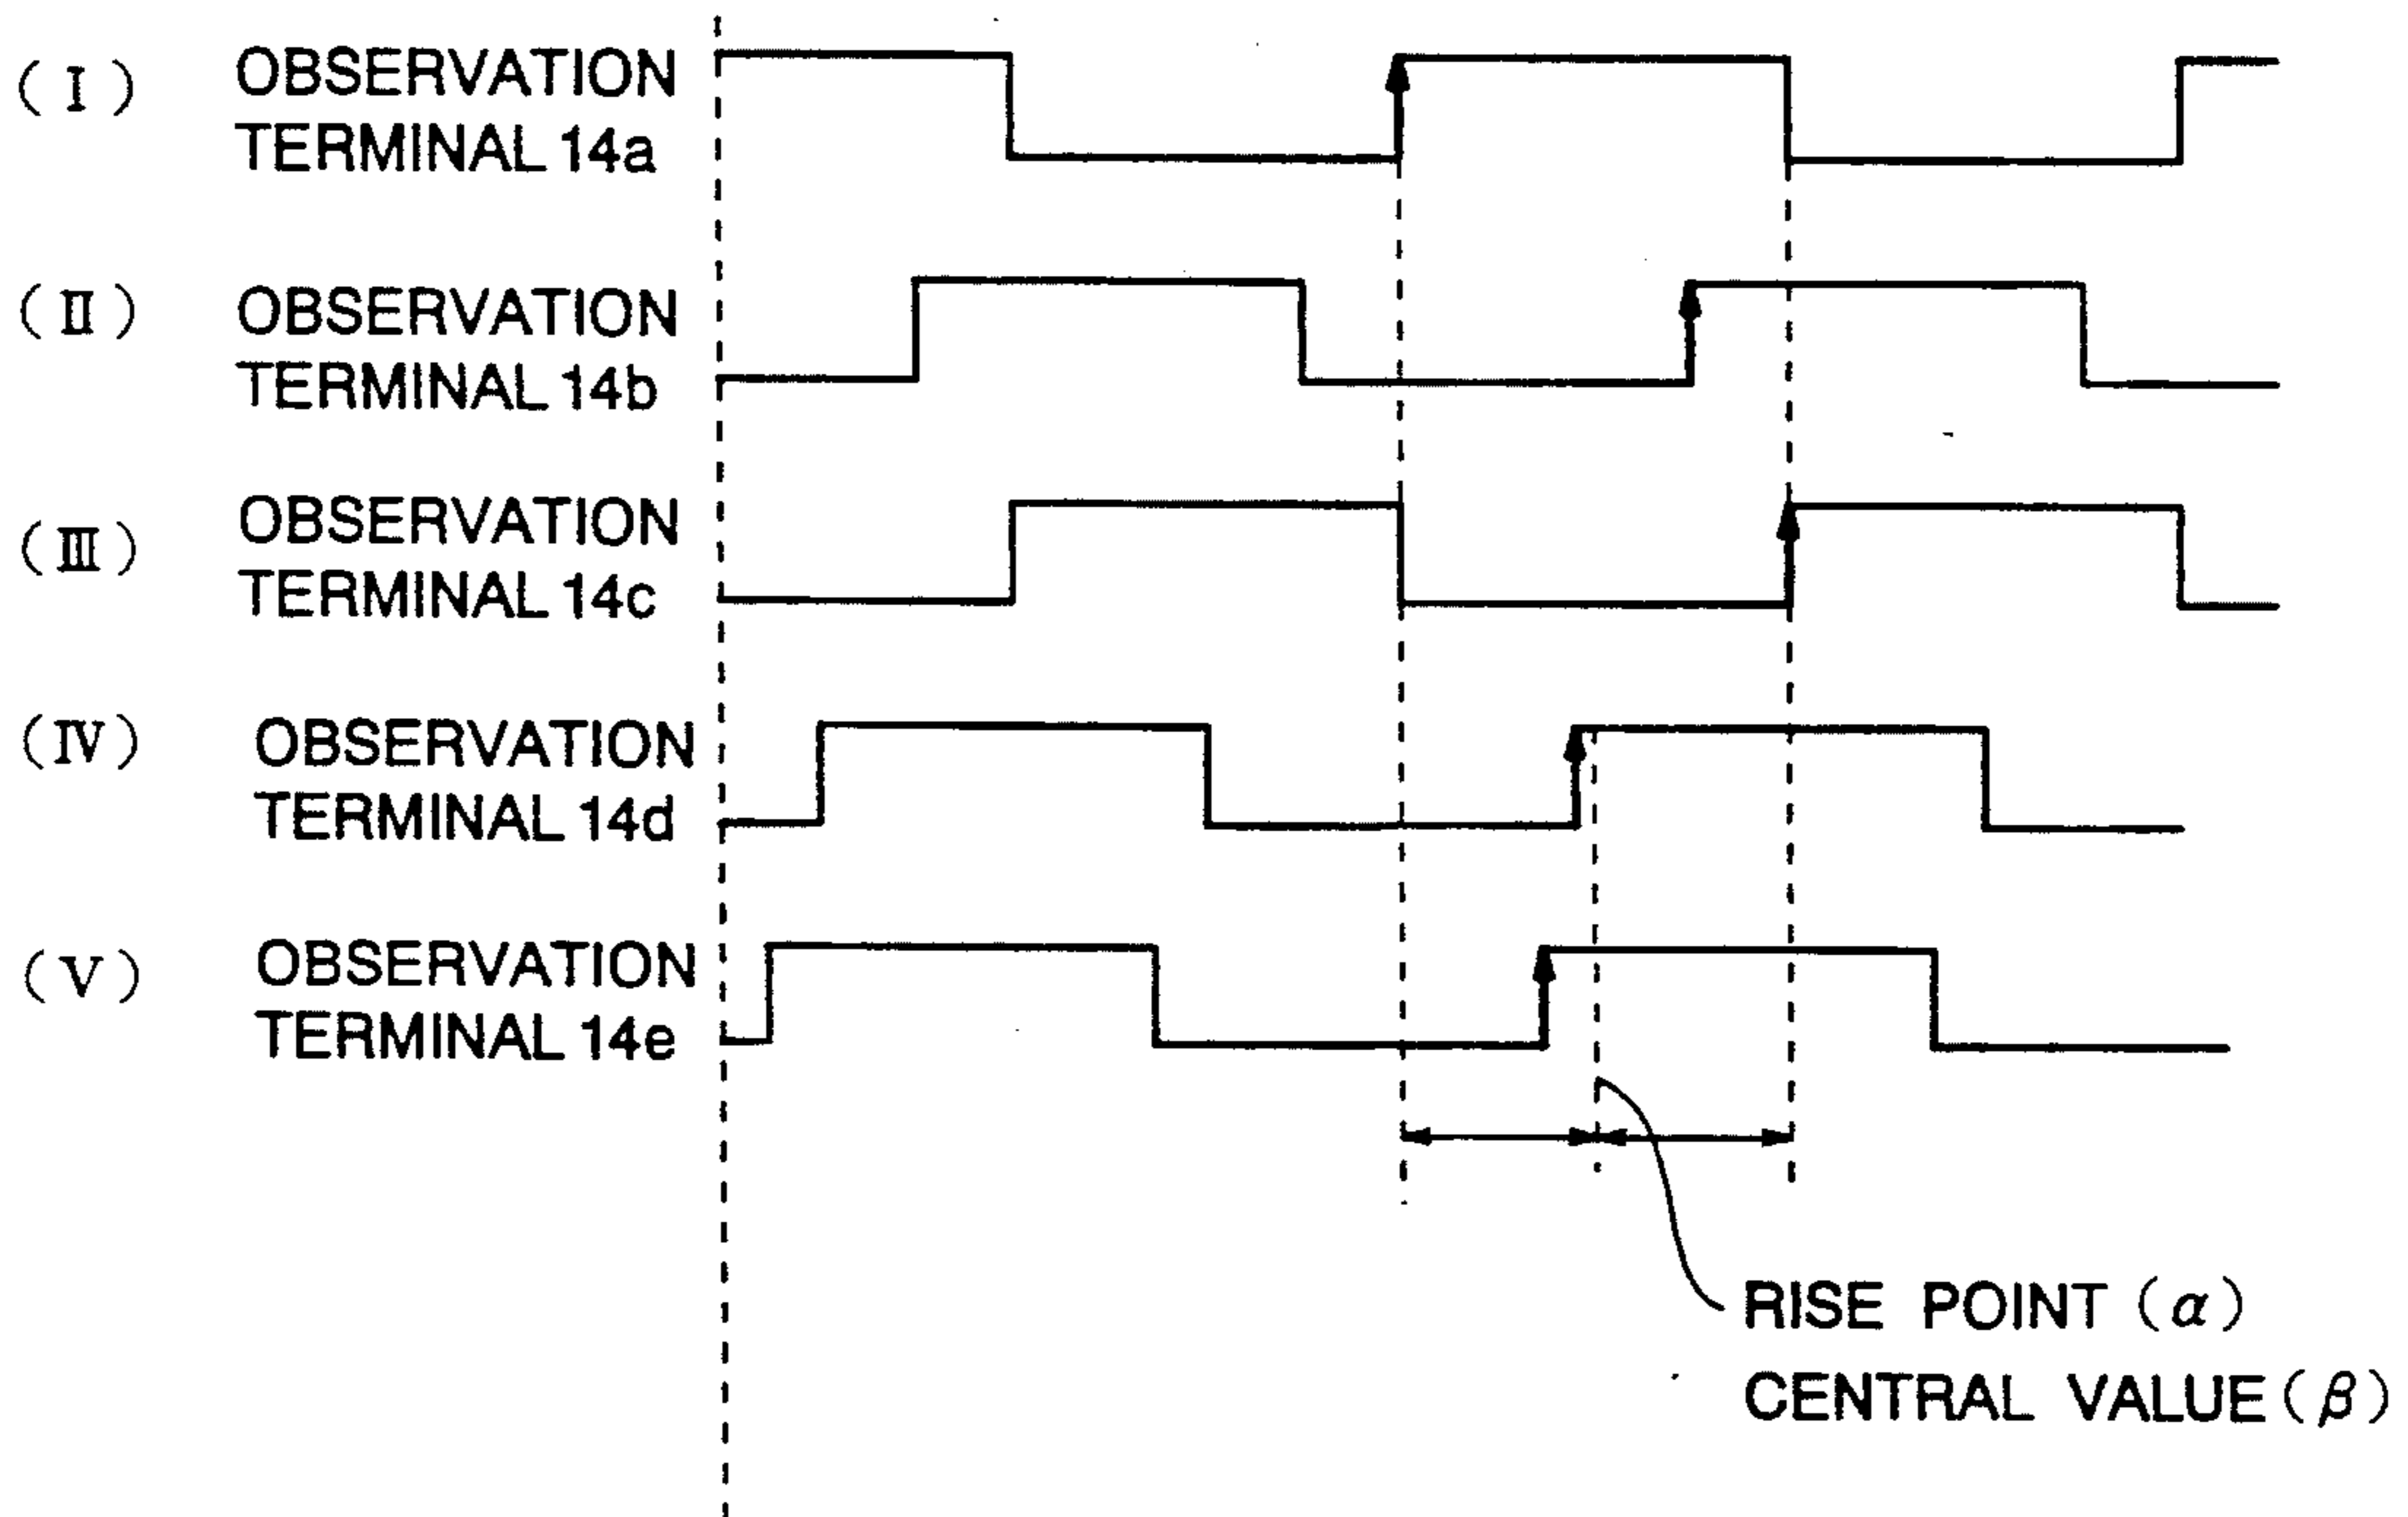 (I) OBSERVATION
TERMINAL 14a
(II) OBSERVATION
TERMINAL 14b
(III) OBSERVATION
TERMINAL 14c
(IV) OBSERVATION
TERMINAL 14d
(V) OBSERVATION
TERMINAL 14e
RISE POINT (α)
CENTRAL VALUE (β)